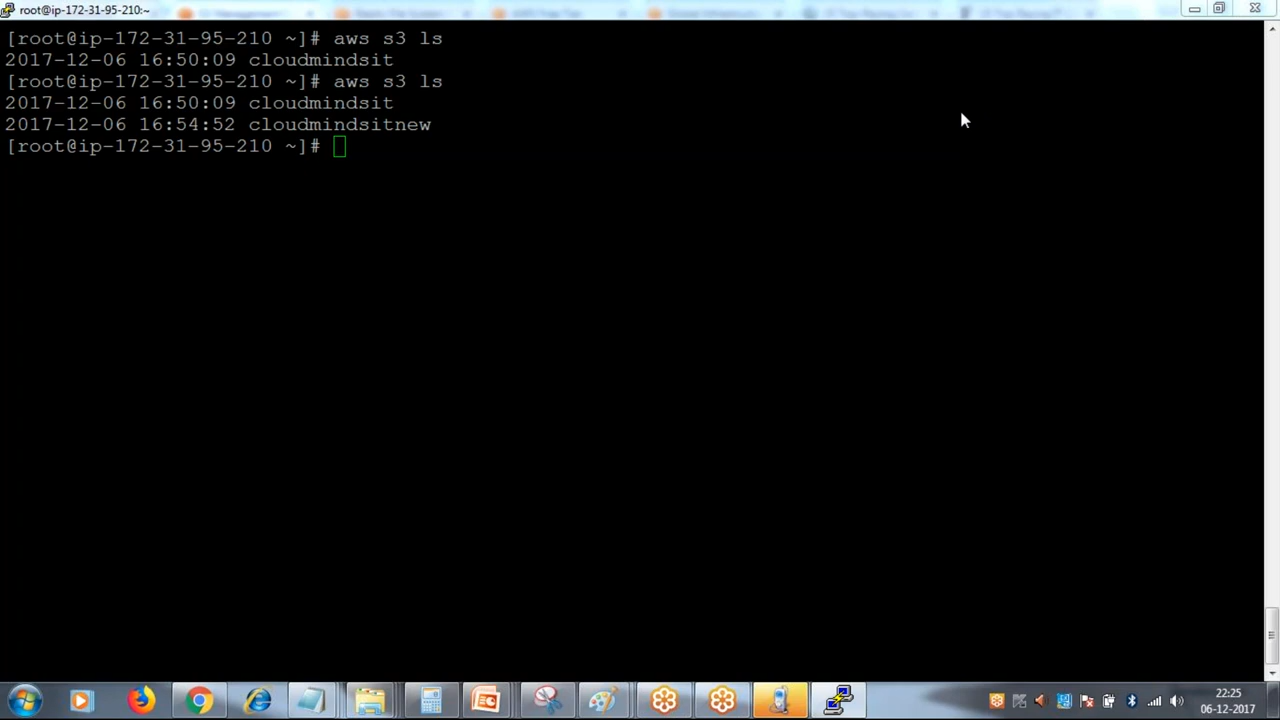 root@ip-172-31-95-210:~
[root@ip-172-31-95-210 ~]# aws s3 ls
2017-12-06 16:50:09 cloudmindsit
[root@ip-172-31-95-210 ~]# aws s3 ls
2017-12-06 16:50:09 cloudmindsit
2017-12-06 16:54:52 cloudmindsitnew
[root@ip-172-31-95-210 ~]#
22:25
06-12-2017